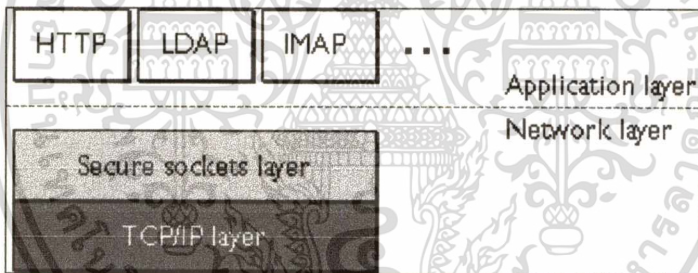 HTTP LDAP IMAP ...
Application layer
Network layer
Secure sockets layer
TCP/IP layer